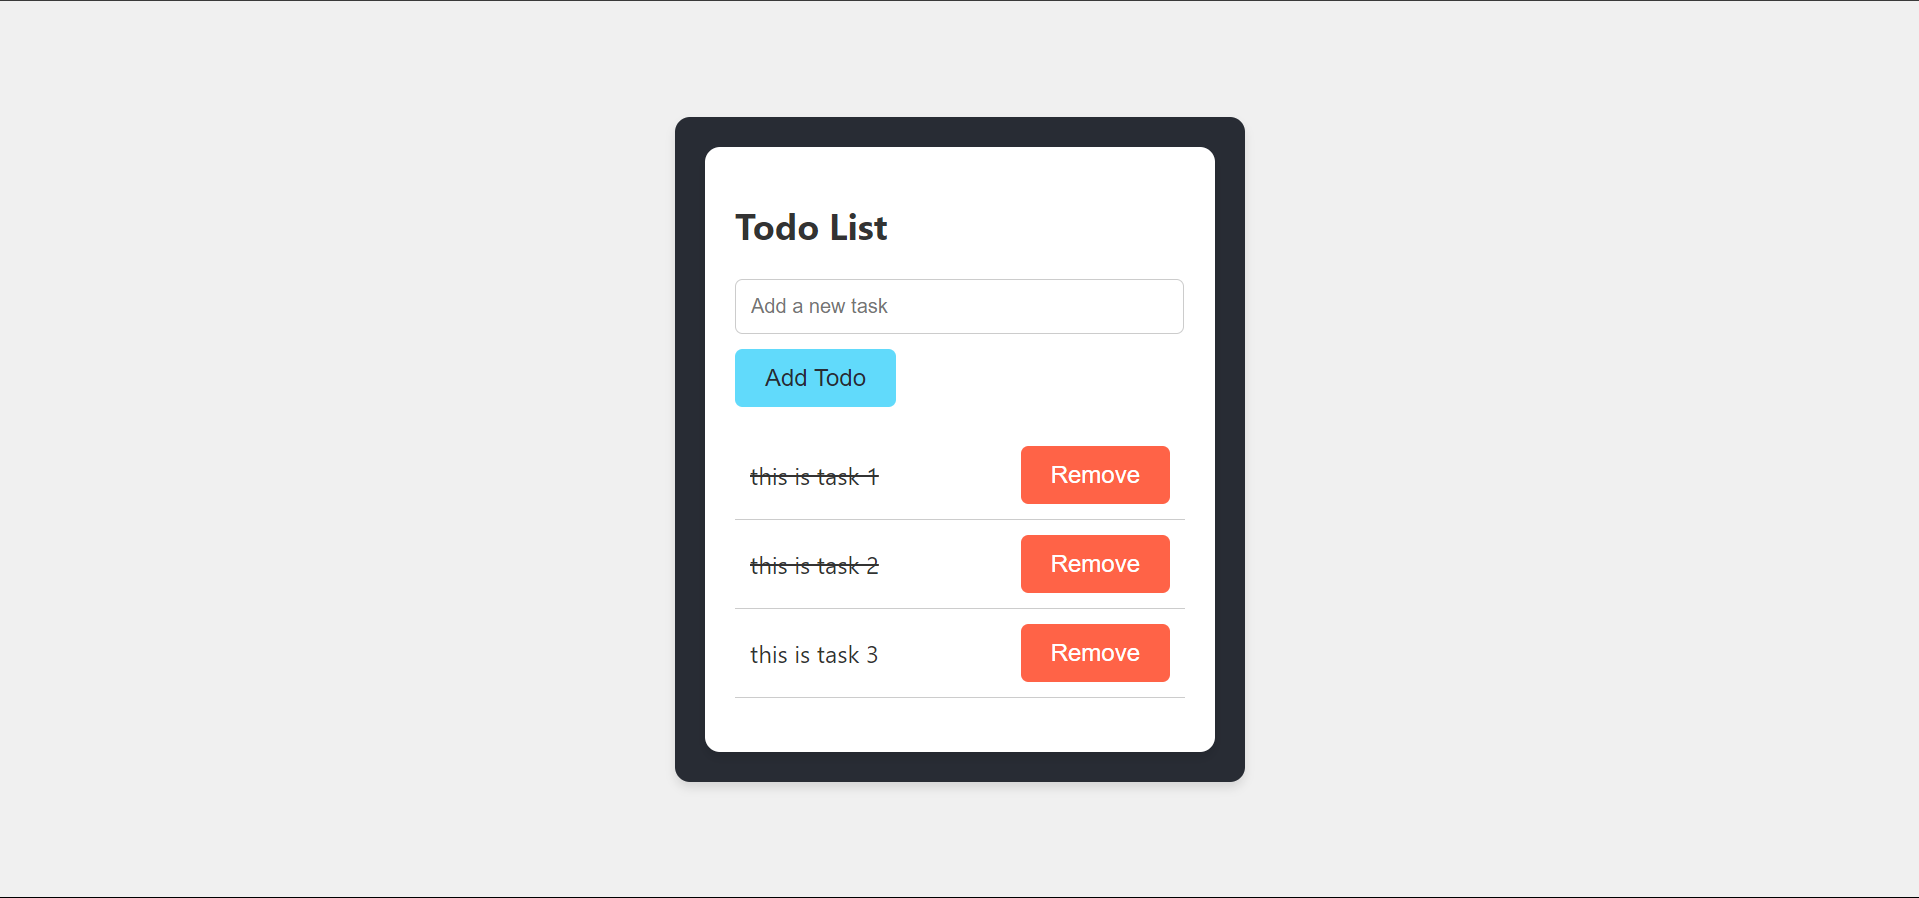 Todo List
Add a new task
Add Todo
this is task 1 Remove
this is task 2 Remove
this is task 3 Remove